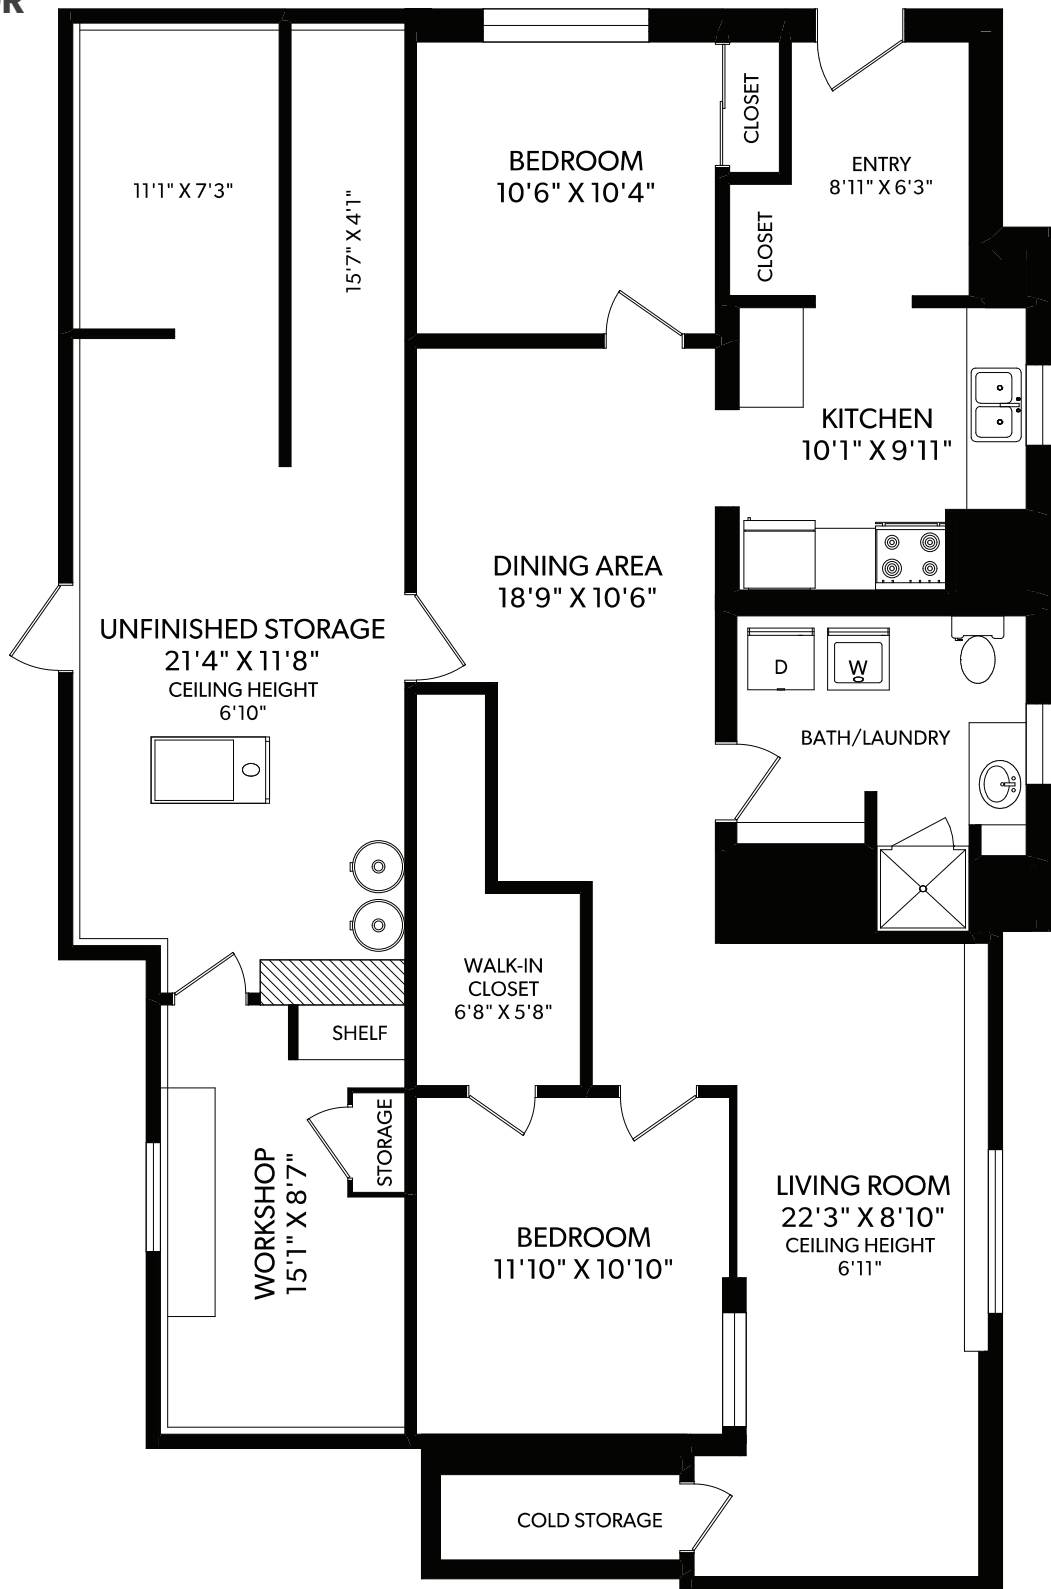 BEDROOM
10'6" X 10'4"
CLOSET
ENTRY
8'11" X 6'3"
11'1" X 7'3"
15'7" X 4'1"
CLOSET
KITCHEN
10'1" X 9'11"
DINING AREA
18'9" X 10'6"
UNFINISHED STORAGE
21'4" X 11'8"
CEILING HEIGHT
6'10"
D
W
BATH/LAUNDRY
WALK-IN
CLOSET
6'8" X 5'8"
SHELF
STORAGE
WORKSHOP
15'1" X 8'7"
BEDROOM
11'10" X 10'10"
LIVING ROOM
22'3" X 8'10"
CEILING HEIGHT
6'11"
COLD STORAGE